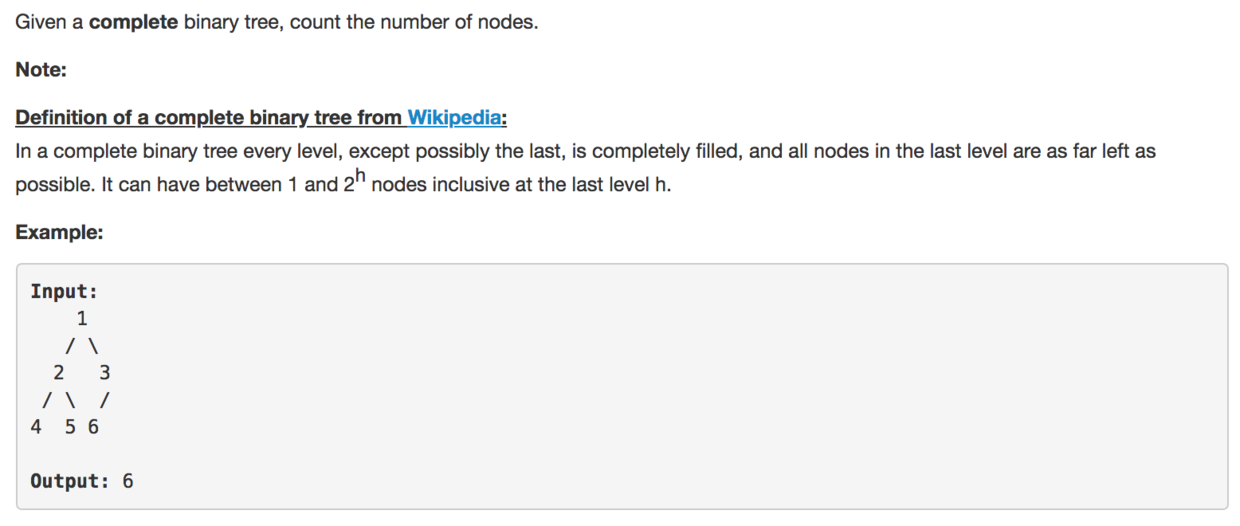 Given a complete binary tree, count the number of nodes.
Note:
Definition of a complete binary tree from Wikipedia:
In a complete binary tree every level, except possibly the last, is completely filled, and all nodes in the last level are as far left as
possible. It can have between 1 and 2^h nodes inclusive at the last level h.
Example:
Input:
    1
   / \
  2   3
 / \  /
4  5 6
Output: 6